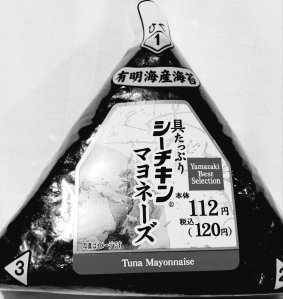 ひく
1
有明海産海苔
具たっぷり
シーチキン®
マヨネーズ
Yamazaki
Best
Selection
本体 112円
税込 (120円)
Tuna Mayonnaise
3
2